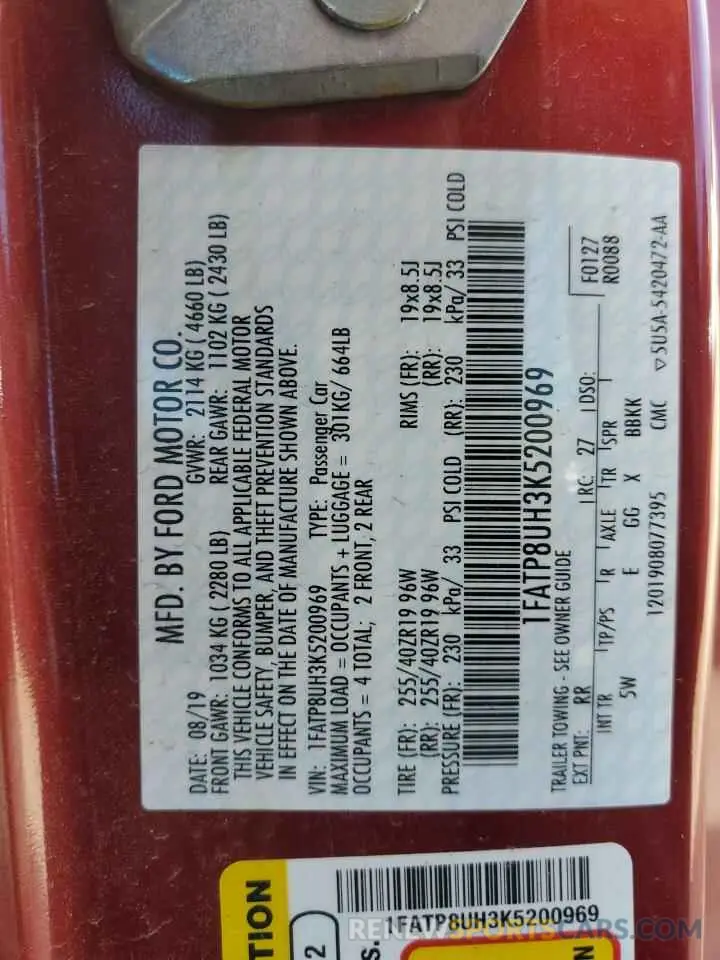 MFD. BY FORD MOTOR CO.
DATE: 08/19 GVWR: 2114 KG ( 4660 LB)
FRONT GAWR: 1034 KG ( 2280 LB) REAR GAWR: 1102 KG ( 2430 LB)
THIS VEHICLE CONFORMS TO ALL APPLICABLE FEDERAL MOTOR
VEHICLE SAFETY, BUMPER, AND THEFT PREVENTION STANDARDS
IN EFFECT ON THE DATE OF MANUFACTURE SHOWN ABOVE.
VIN: 1FATP8UH3K5200969 TYPE: Passenger Car
MAXIMUM LOAD = OCCUPANTS + LUGGAGE = 301KG/ 664LB
OCCUPANTS = 4 TOTAL; 2 FRONT, 2 REAR
TIRE (FR): 255/40ZR19 96W RIMS (FR): 19x8.5J
(RR): 255/40ZR19 96W (RR): 19x8.5J
PRESSURE (FR): 230 kPa/ 33 PSI COLD (RR): 230 kPa/ 33 PSI COLD
1FATP8UH3K5200969
TRAILER TOWING - SEE OWNER GUIDE
EXT PNT: RR RC: 27 DSO: F0127
R0088
INT TR TP/PS R AXLE TR SPR
5W E GG X BBKK
1201908077395 CMC 5U5A-5420472-AA
TION
2
S.
1FATP8UH3K5200969
N
RENEWSPORTSCARS.COM